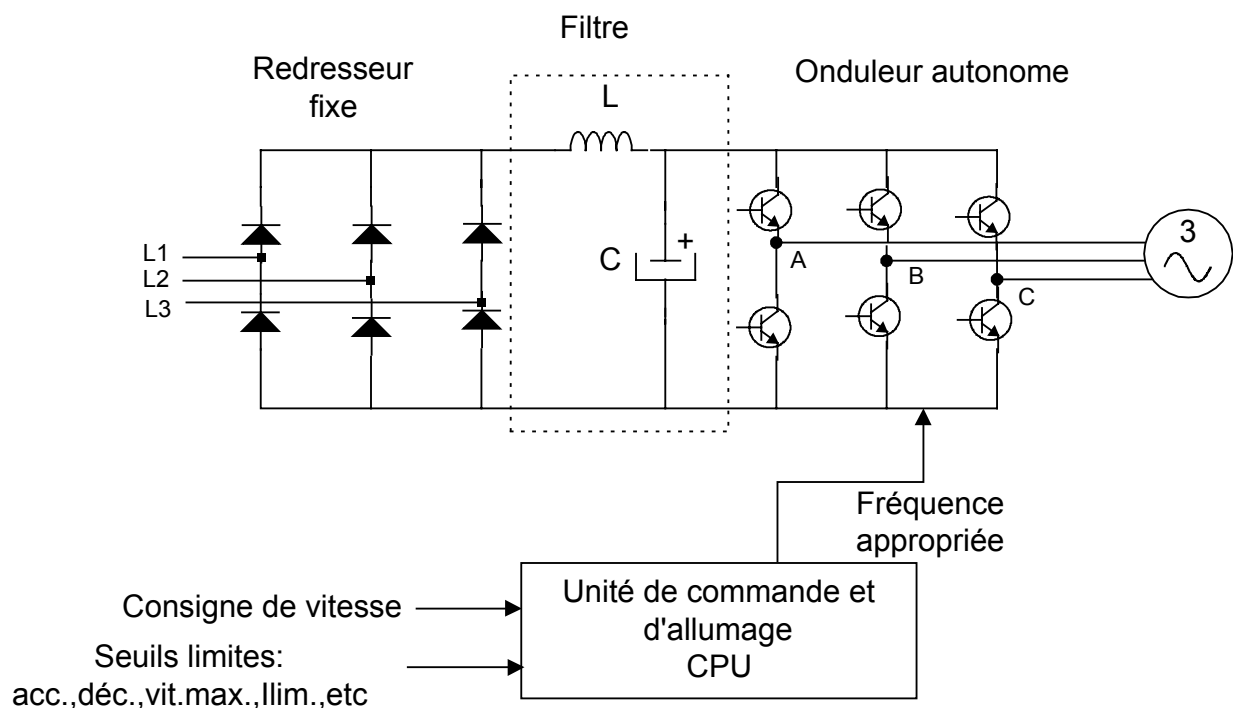 Filtre
Redresseur
fixe
Onduleur autonome
L
L1
L2
L3
C
+
A
B
C
3
Fréquence
appropriée
Consigne de vitesse
Seuils limites:
acc.,déc.,vit.max.,Ilim.,etc
Unité de commande et
d'allumage
CPU